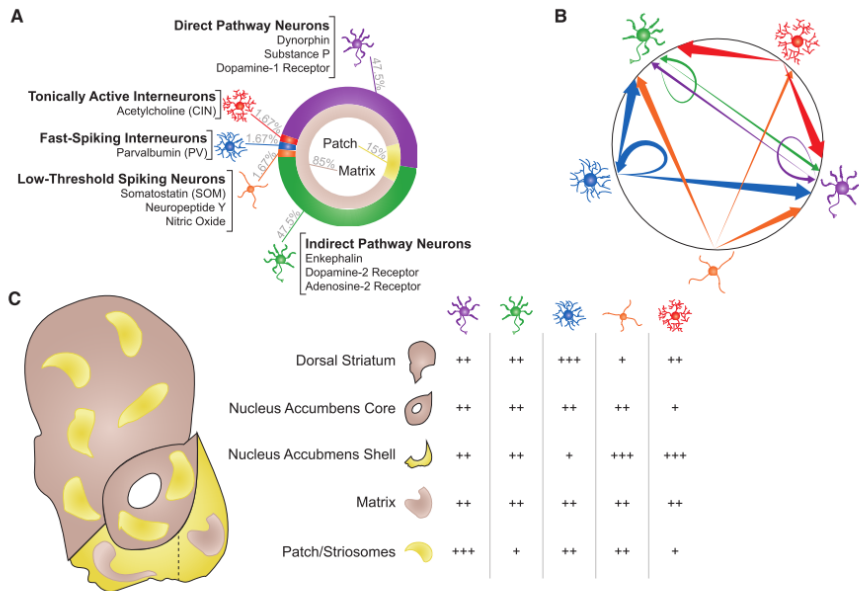 A
Direct Pathway Neurons
Dynorphin
Substance P
Dopamine-1 Receptor
47.5%
Tonically Active Interneurons
Acetylcholine (CIN)
1.67%
Fast-Spiking Interneurons
Parvalbumin (PV)
1.67%
Low-Threshold Spiking Neurons
Somatostatin (SOM)
Neuropeptide Y
Nitric Oxide
1.67%
Patch
15%
85%
Matrix
47.5%
Indirect Pathway Neurons
Enkephalin
Dopamine-2 Receptor
Adenosine-2 Receptor
B
C
Dorsal Striatum ++ ++ +++ + ++
Nucleus Accumbens Core ++ ++ ++ ++ +
Nucleus Accubmens Shell ++ ++ + +++ +++
Matrix ++ ++ ++ ++ ++
Patch/Striosomes +++ + ++ ++ +